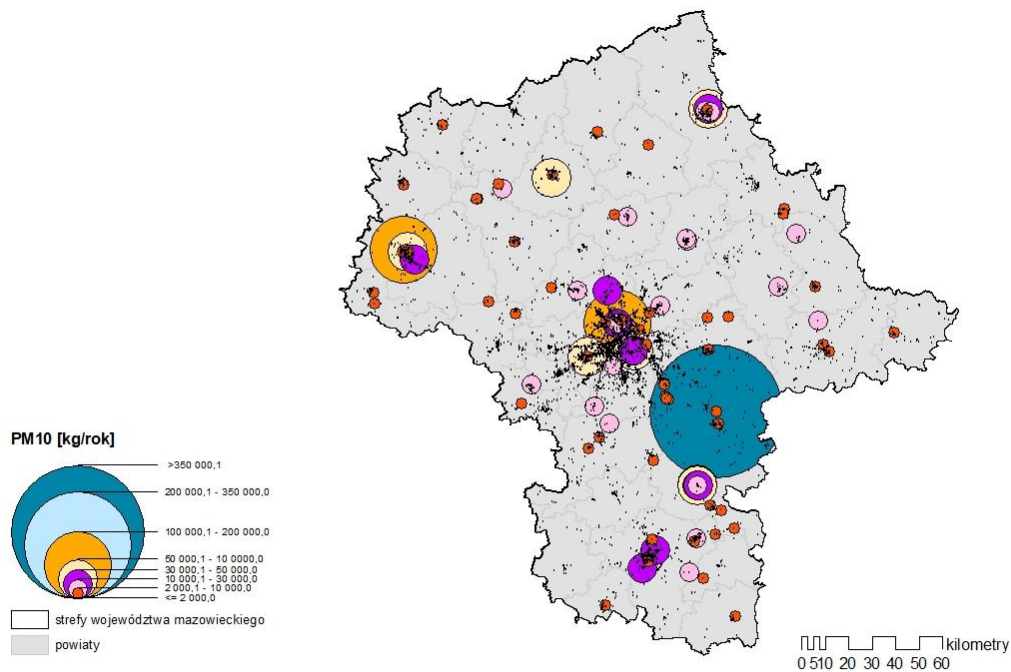 PM10 [kg/rok]
>350 000,1
200 000,1 - 350 000,0
100 000,1 - 200 000,0
50 000,1 - 10 0000,0
30 000,1 - 50 000,0
10 000,1 - 30 000,0
2 000,1 - 10 000,0
<= 2 000,0
strefy województwa mazowieckiego
powiaty
kilometry
0 510 20 30 40 50 60